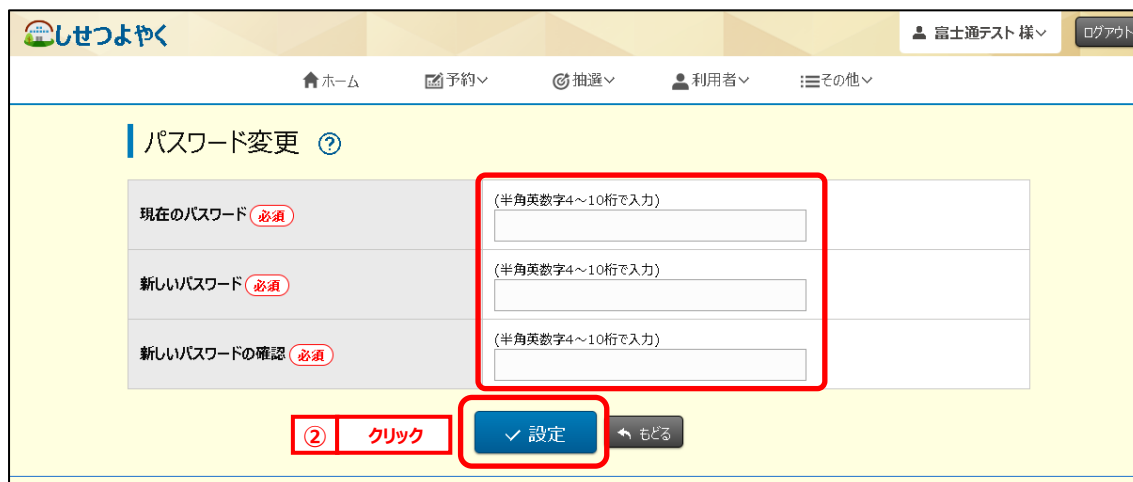 しせつよやく
富士通テスト 様
ログアウト
ホーム 予約 抽選 利用者 その他
パスワード変更 ?
現在のパスワード 必須
(半角英数字4～10桁で入力)
新しいパスワード 必須
(半角英数字4～10桁で入力)
新しいパスワードの確認 必須
(半角英数字4～10桁で入力)
② クリック
設定
もどる